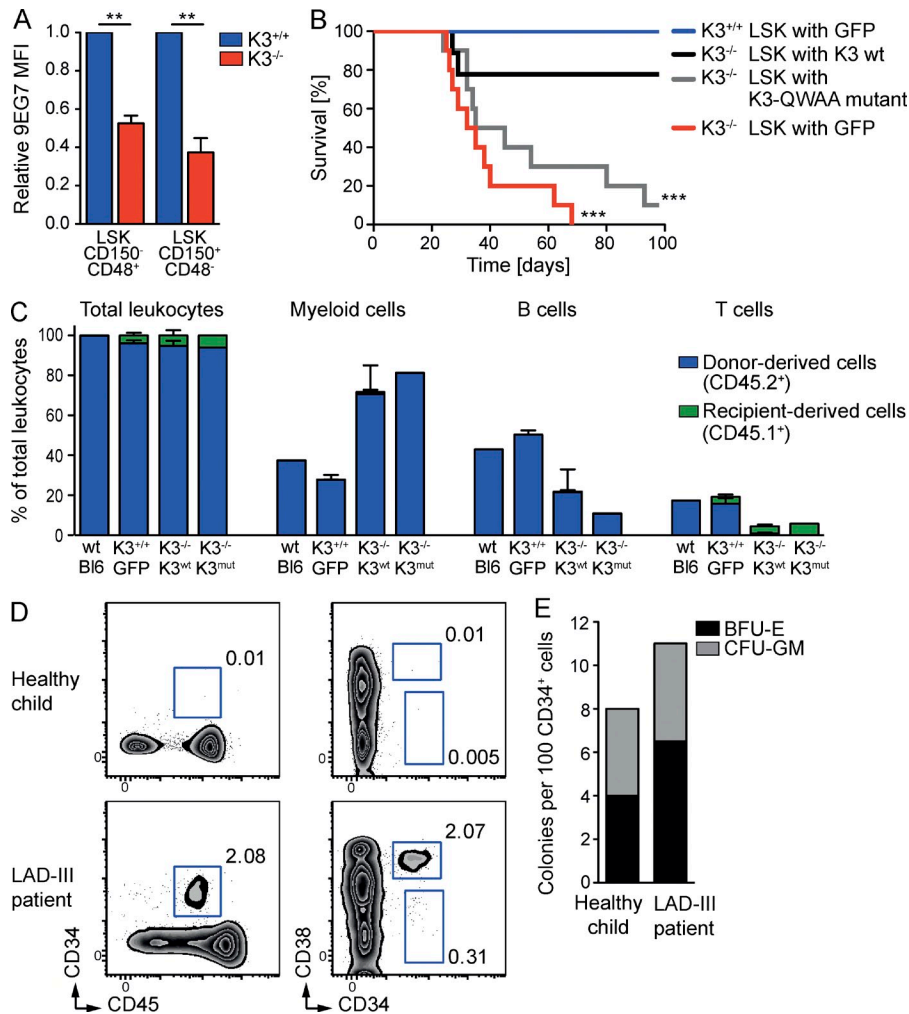 A
Relative 9EG7 MFI
1.0
0.8
0.6
0.4
0.2
0.0
**
**
K3+/+
K3-/-
LSK
CD150-
CD48+
LSK
CD150+
CD48-
B
Survival [%]
100
80
60
40
20
0
0
20
40
60
80
100
Time [days]
***
***
K3+/+ LSK with GFP
K3-/- LSK with K3 wt
K3-/- LSK with
K3-QWAA mutant
K3-/- LSK with GFP
C
Total leukocytes
Myeloid cells
B cells
T cells
% of total leukocytes
100
80
60
40
20
0
Donor-derived cells
(CD45.2+)
Recipient-derived cells
(CD45.1+)
wt K3+/+ K3-/- K3-/-
Bl6 GFP K3wt K3mut
wt K3+/+ K3-/- K3-/-
Bl6 GFP K3wt K3mut
wt K3+/+ K3-/- K3-/-
Bl6 GFP K3wt K3mut
wt K3+/+ K3-/- K3-/-
Bl6 GFP K3wt K3mut
D
Healthy
child
0.01
0
0
0.01
0.005
0
0
LAD-III
patient
2.08
0
0
2.07
0.31
0
0
CD34
CD45
CD38
CD34
E
Colonies per 100 CD34+ cells
12
10
8
6
4
2
0
BFU-E
CFU-GM
Healthy
child
LAD-III
patient